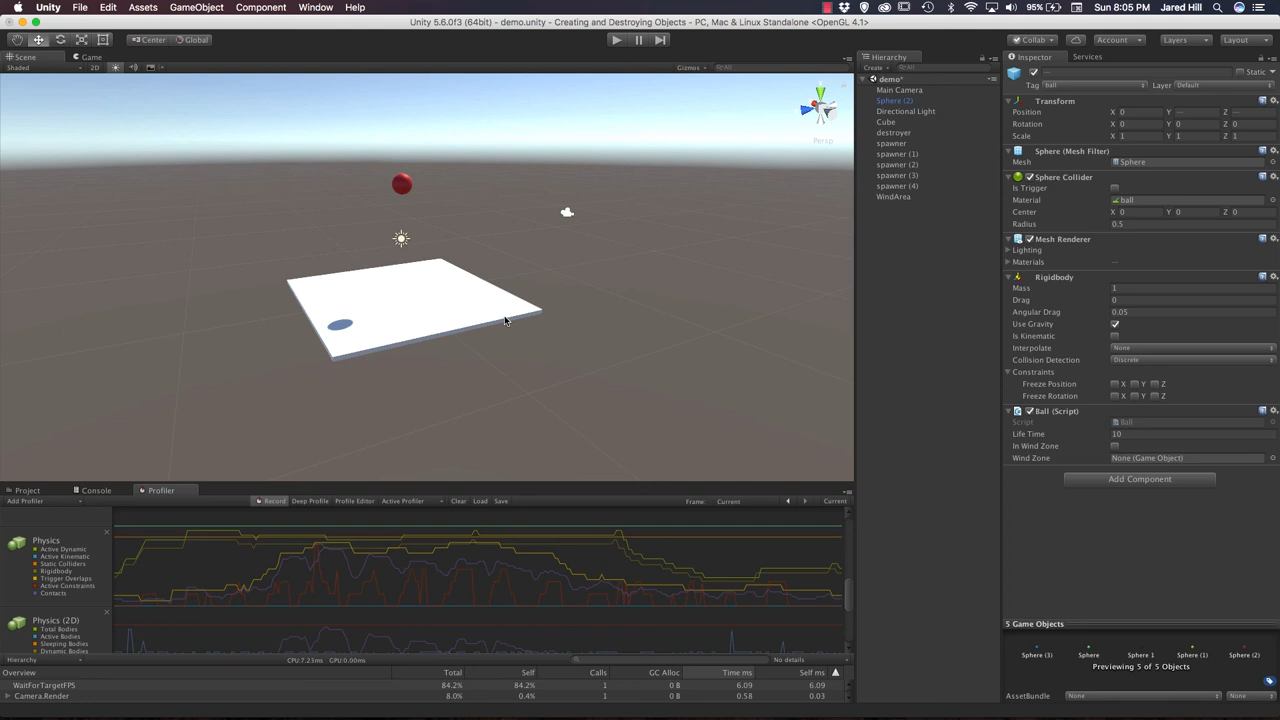 Unity File Edit Assets GameObject Component Window Help 95% Sun 8:05 PM Jared Hill
Unity 5.6.0f3 (64bit) - demo.unity - Creating and Destroying Objects - PC, Mac & Linux Standalone <OpenGL 4.1>
Center Global Collab Account Layers Layout
Scene Game Hierarchy Inspector Services
Shaded 2D Gizmos All Create All
demo*
Main Camera
Sphere (2)
Directional Light
Cube
destroyer
spawner
spawner (1)
spawner (2)
spawner (3)
spawner (4)
WindArea
Persp
— Static
Tag ball Layer Default
Transform
Position X 0 Y — Z —
Rotation X 0 Y 0 Z 0
Scale X 1 Y 1 Z 1
Sphere (Mesh Filter)
Mesh Sphere
Sphere Collider
Is Trigger
Material ball
Center X 0 Y 0 Z 0
Radius 0.5
Mesh Renderer
Lighting
Materials —
Rigidbody
Mass 1
Drag 0
Angular Drag 0.05
Use Gravity
Is Kinematic
Interpolate None
Collision Detection Discrete
Constraints
Freeze Position X Y Z
Freeze Rotation X Y Z
Ball (Script)
Script Ball
Life Time 10
In Wind Zone
Wind Zone None (Game Object)
Add Component
5 Game Objects
Sphere (3) Sphere Sphere 1 Sphere (1) Sphere (2)
Previewing 5 of 5 Objects
AssetBundle None None
Project Console Profiler
Add Profiler Record Deep Profile Profile Editor Active Profiler Clear Load Save Frame: Current Current
Physics
Active Dynamic
Active Kinematic
Static Colliders
Rigidbody
Trigger Overlaps
Active Constraints
Contacts
Physics (2D)
Total Bodies
Active Bodies
Sleeping Bodies
Dynamic Bodies
Hierarchy CPU:7.23ms GPU:0.00ms No details
Overview Total Self Calls GC Alloc Time ms Self ms
WaitForTargetFPS 84.2% 84.2% 1 0 B 6.09 6.09
Camera.Render 8.0% 0.4% 1 0 B 0.58 0.03